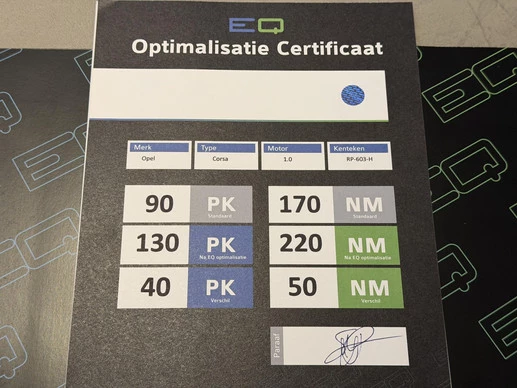 EQ
Optimalisatie Certificaat
Merk Type Motor Kenteken
Opel Corsa 1.0 RP-603-H
90 PK Standaard 170 NM Standaard
130 PK Na EQ optimalisatie 220 NM Na EQ optimalisatie
40 PK Verschil 50 NM Verschil
Paraaf